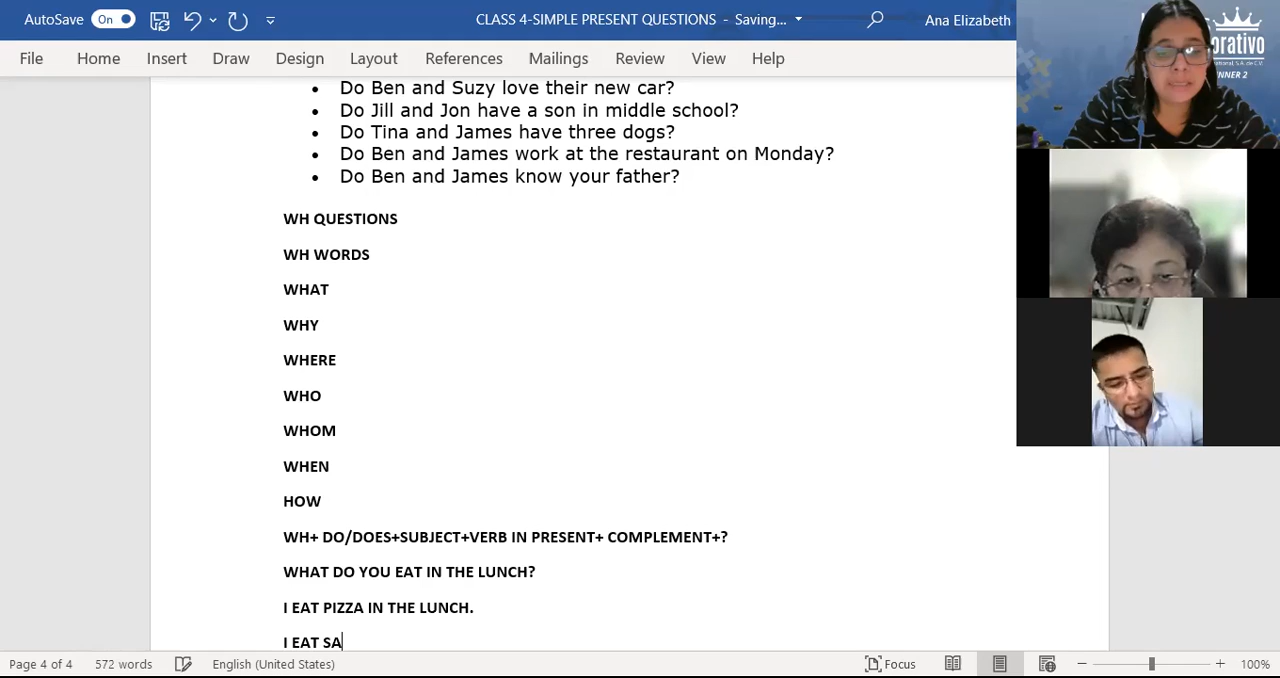 AutoSave On CLASS 4-SIMPLE PRESENT QUESTIONS - Saving... Ana Elizabeth
File Home Insert Draw Design Layout References Mailings Review View Help
orativo
NNER 2
• Do Ben and Suzy love their new car?
• Do Jill and Jon have a son in middle school?
• Do Tina and James have three dogs?
• Do Ben and James work at the restaurant on Monday?
• Do Ben and James know your father?
WH QUESTIONS
WH WORDS
WHAT
WHY
WHERE
WHO
WHOM
WHEN
HOW
WH+ DO/DOES+SUBJECT+VERB IN PRESENT+ COMPLEMENT+?
WHAT DO YOU EAT IN THE LUNCH?
I EAT PIZZA IN THE LUNCH.
I EAT SA
Page 4 of 4 572 words English (United States) Focus 100%